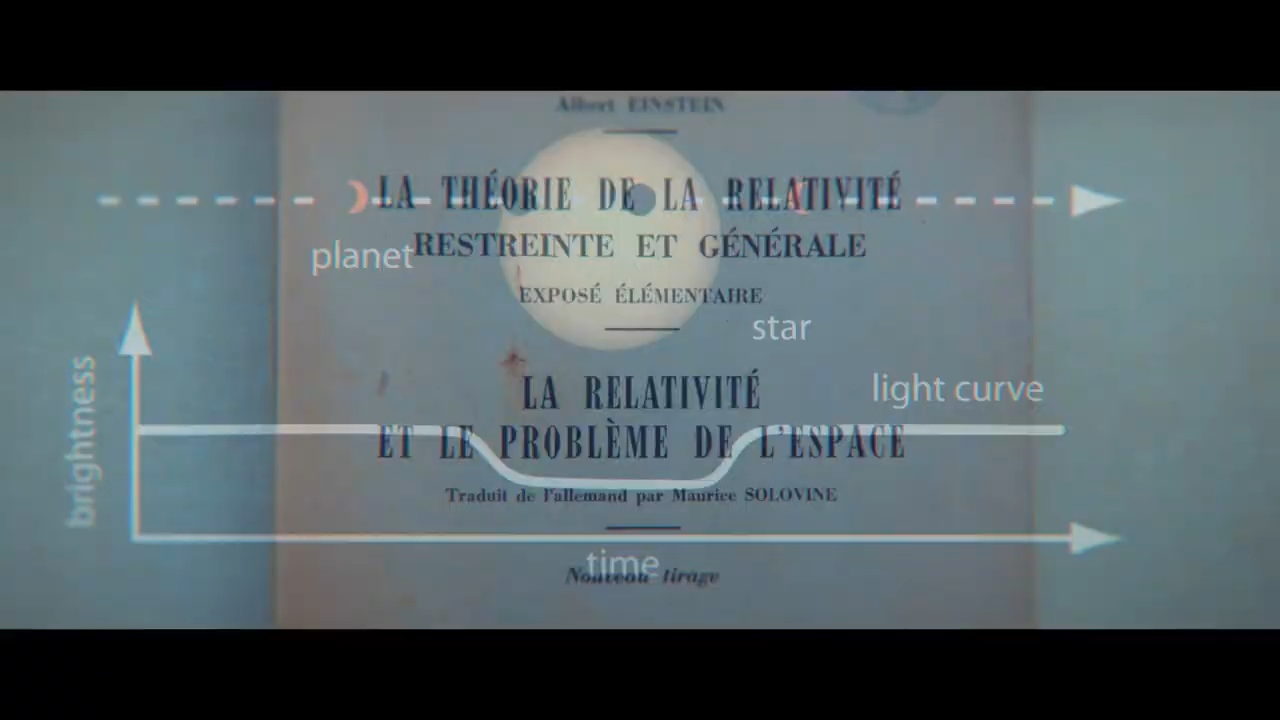 Albert EINSTEIN
LA THÉORIE DE LA RELATIVITÉ
planet
RESTREINTE ET GÉNÉRALE
EXPOSÉ ÉLÉMENTAIRE
star
LA RELATIVITÉ
light curve
brightness
ET LE PROBLÈME DE L'ESPACE
Traduit de l'allemand par Maurice SOLOVINE
time
Nouveau tirage